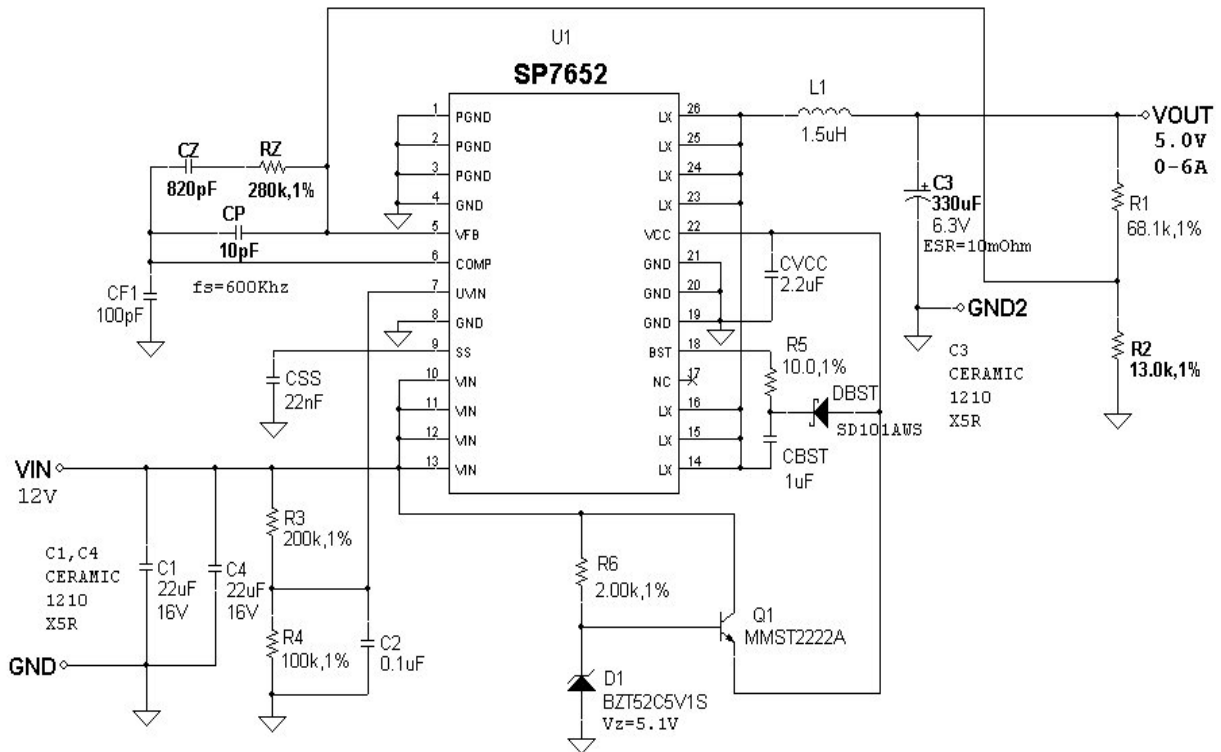 U1
SP7652
1 PGND
2 PGND
3 PGND
4 GND
5 VFB
6 COMP
7 UVIN
8 GND
9 SS
10 VIN
11 VIN
12 VIN
13 VIN
LX 26
LX 25
LX 24
LX 23
VCC 22
GND 21
GND 20
GND 19
BST 18
NC 17
LX 16
LX 15
LX 14
CZ
820pF
RZ
280k,1%
CP
10pF
CF1
100pF
fs=600Khz
CSS
22nF
L1
1.5uH
VOUT
5.0V
0-6A
C3
330uF
6.3V
ESR=10mOhm
R1
68.1k,1%
GND2
R2
13.0k,1%
C3
CERAMIC
1210
X5R
CVCC
2.2uF
R5
10.0,1%
DBST
SD101AWS
CBST
1uF
VIN
12V
C1,C4
CERAMIC
1210
X5R
C1
22uF
16V
C4
22uF
16V
R3
200k,1%
R4
100k,1%
C2
0.1uF
GND
R6
2.00k,1%
Q1
MMST2222A
D1
BZT52C5V1S
Vz=5.1V